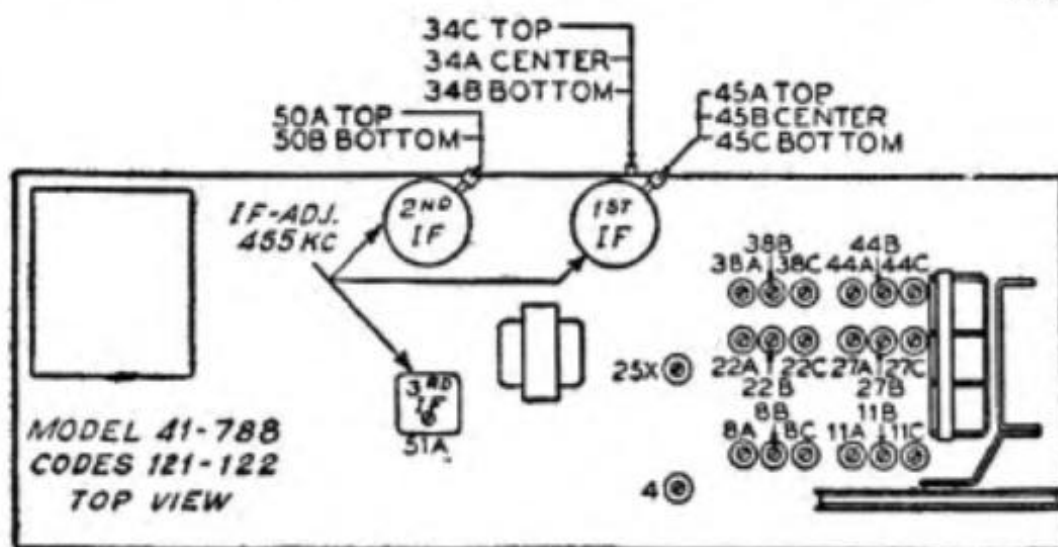 34C TOP
34A CENTER
34B BOTTOM
45A TOP
45B CENTER
45C BOTTOM
50A TOP
50B BOTTOM
IF-ADJ.
455 KC
2ND
IF
1ST
IF
38B 44B
38A 38C 44A 44C
25X
22A 22C 27A 27C
22B 27B
3RD
IF
51A
8B 11B
8A 8C 11A 11C
4
MODEL 41-788
CODES 121-122
TOP VIEW